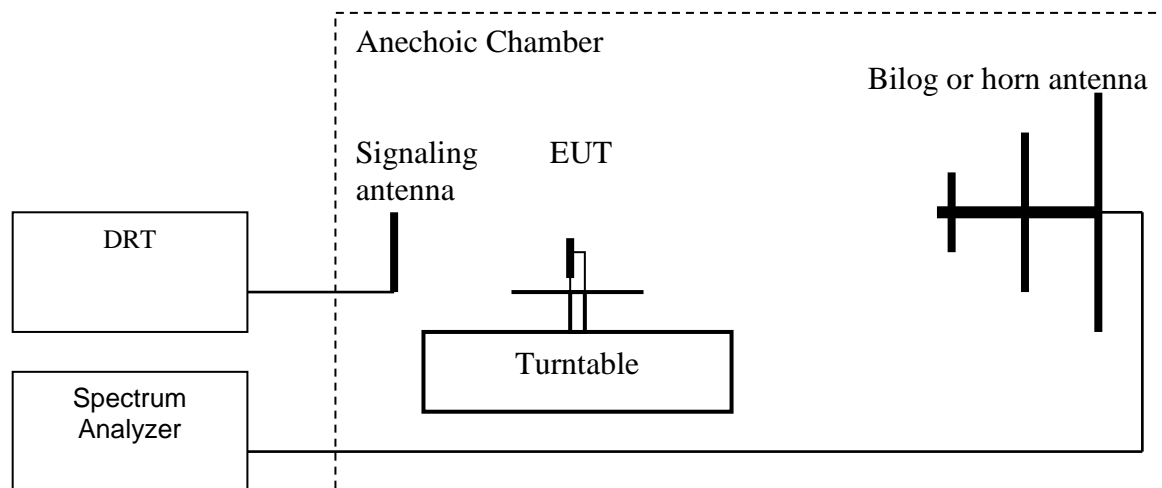 Anechoic Chamber
Bilog or horn antenna
Signaling
antenna
EUT
DRT
Turntable
Spectrum
Analyzer